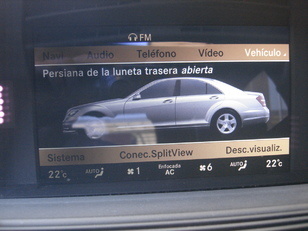 FM
Navi Audio Teléfono Vídeo Vehículo
Persiana de la luneta trasera abierta
Sistema Conec.SplitView Desc.visualiz.
22°C AUTO 1 Enfocada AC 6 AUTO 22°C